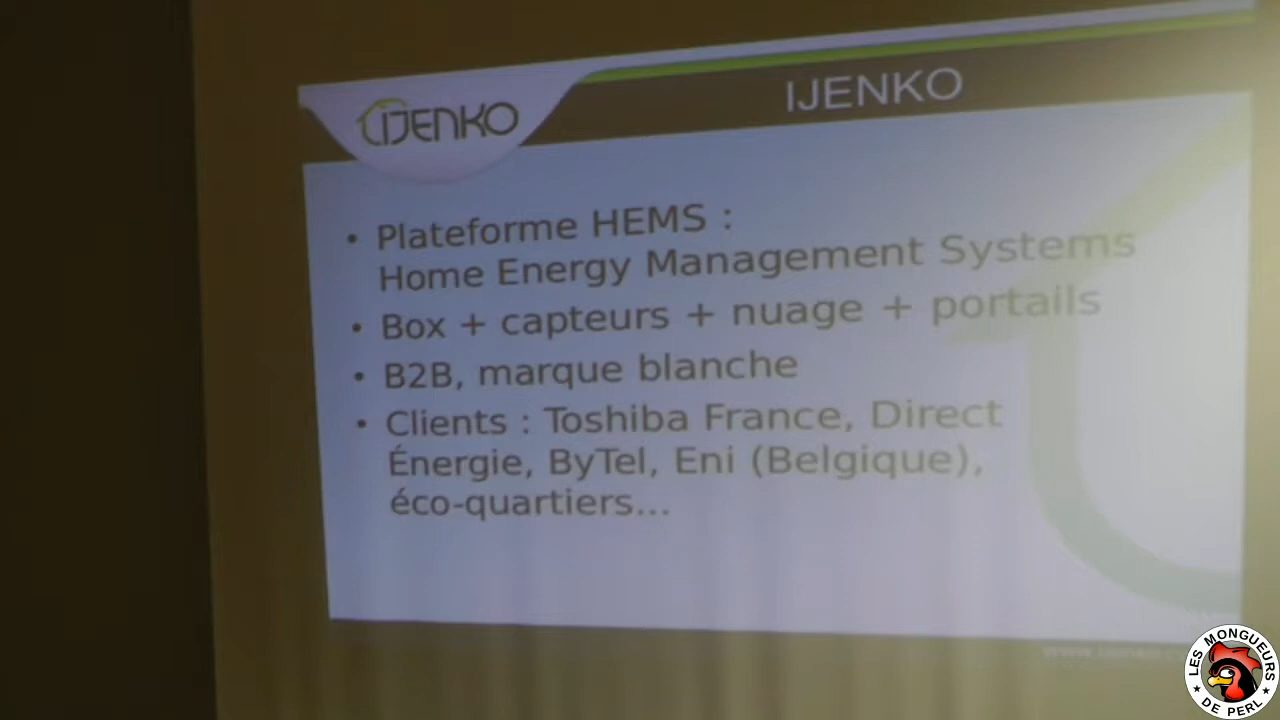 IJENKO
IJENKO
• Plateforme HEMS :
Home Energy Management Systems
• Box + capteurs + nuage + portails
• B2B, marque blanche
• Clients : Toshiba France, Direct
Énergie, ByTel, Eni (Belgique),
éco-quartiers...
LES MONGUEURS
★ DE PERL ★